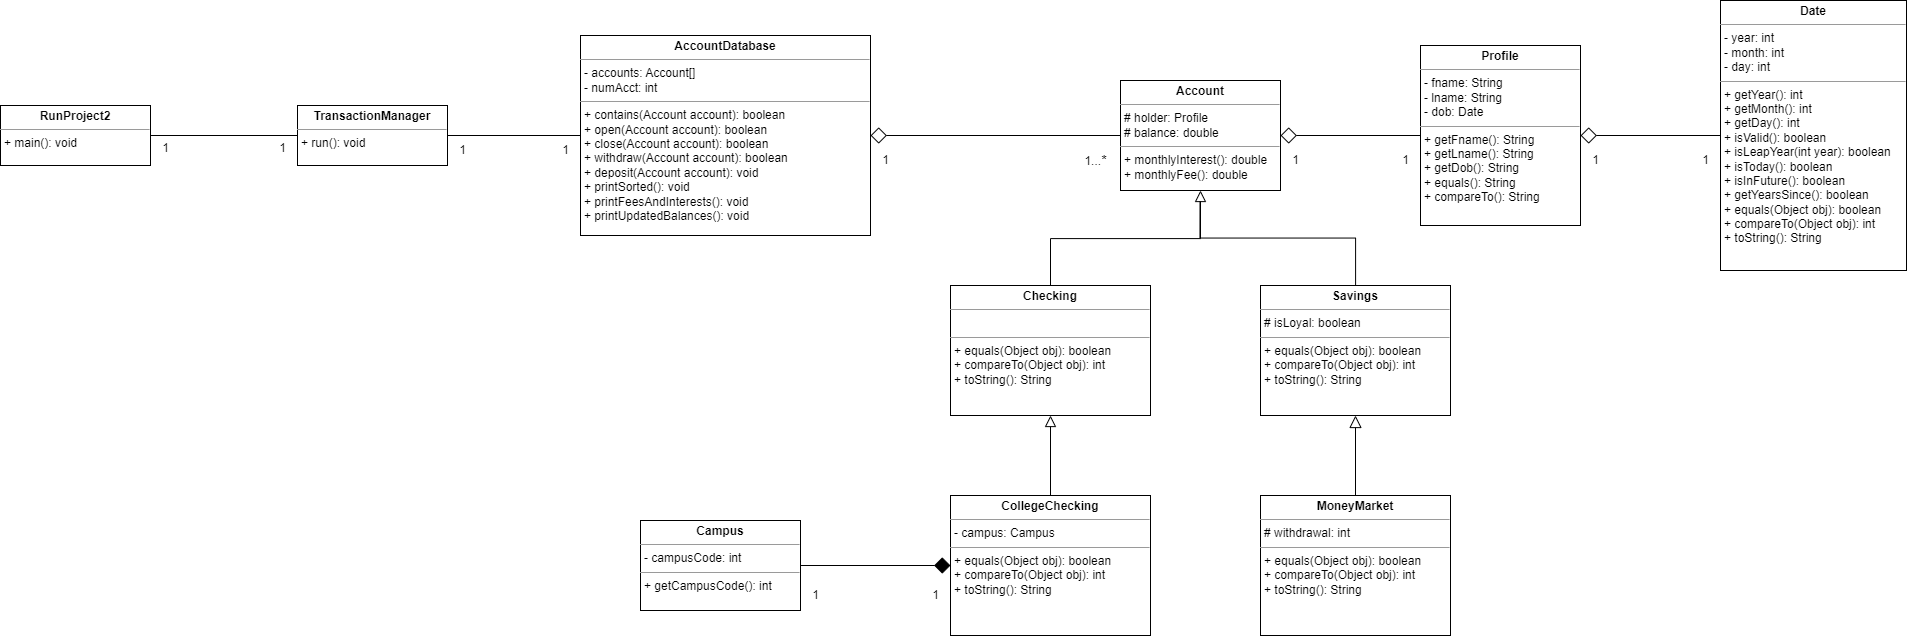 RunProject2
+ main(): void
1
1
TransactionManager
+ run(): void
1
1
AccountDatabase
- accounts: Account[]
- numAcct: int
+ contains(Account account): boolean
+ open(Account account): boolean
+ close(Account account): boolean
+ withdraw(Account account): boolean
+ deposit(Account account): void
+ printSorted(): void
+ printFeesAndInterests(): void
+ printUpdatedBalances(): void
1
1...*
Account
# holder: Profile
# balance: double
+ monthlyInterest(): double
+ monthlyFee(): double
1
1
Profile
- fname: String
- lname: String
- dob: Date
+ getFname(): String
+ getLname(): String
+ getDob(): String
+ equals(): String
+ compareTo(): String
1
1
Date
- year: int
- month: int
- day: int
+ getYear(): int
+ getMonth(): int
+ getDay(): int
+ isValid(): boolean
+ isLeapYear(int year): boolean
+ isToday(): boolean
+ isInFuture(): boolean
+ getYearsSince(): boolean
+ equals(Object obj): boolean
+ compareTo(Object obj): int
+ toString(): String
Checking
+ equals(Object obj): boolean
+ compareTo(Object obj): int
+ toString(): String
Savings
# isLoyal: boolean
+ equals(Object obj): boolean
+ compareTo(Object obj): int
+ toString(): String
Campus
- campusCode: int
+ getCampusCode(): int
1
1
CollegeChecking
- campus: Campus
+ equals(Object obj): boolean
+ compareTo(Object obj): int
+ toString(): String
MoneyMarket
# withdrawal: int
+ equals(Object obj): boolean
+ compareTo(Object obj): int
+ toString(): String